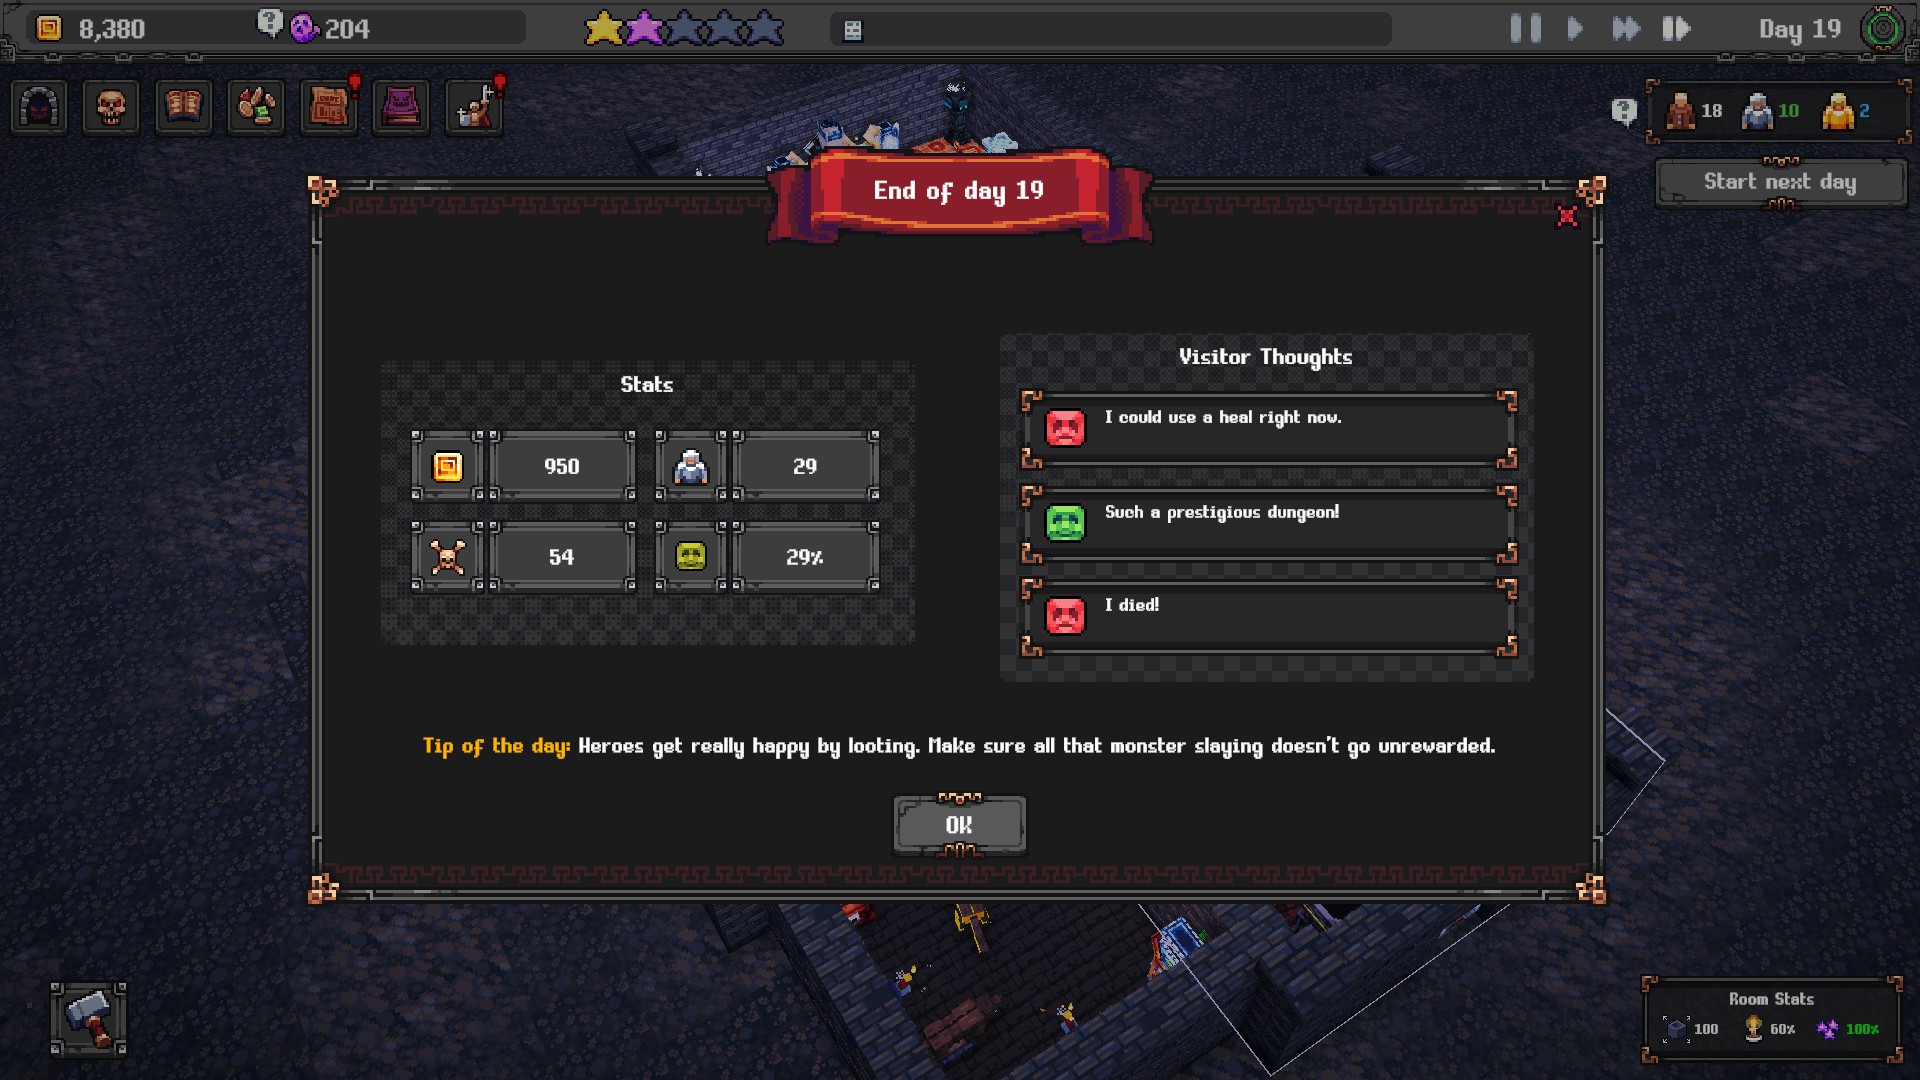 8,380
204
Day 19
18
10
2
Start next day
End of day 19
Stats
950
29
54
29%
Visitor Thoughts
I could use a heal right now.
Such a prestigious dungeon!
I died!
Tip of the day: Heroes get really happy by looting. Make sure all that monster slaying doesn't go unrewarded.
OK
Room Stats
100
60%
100%